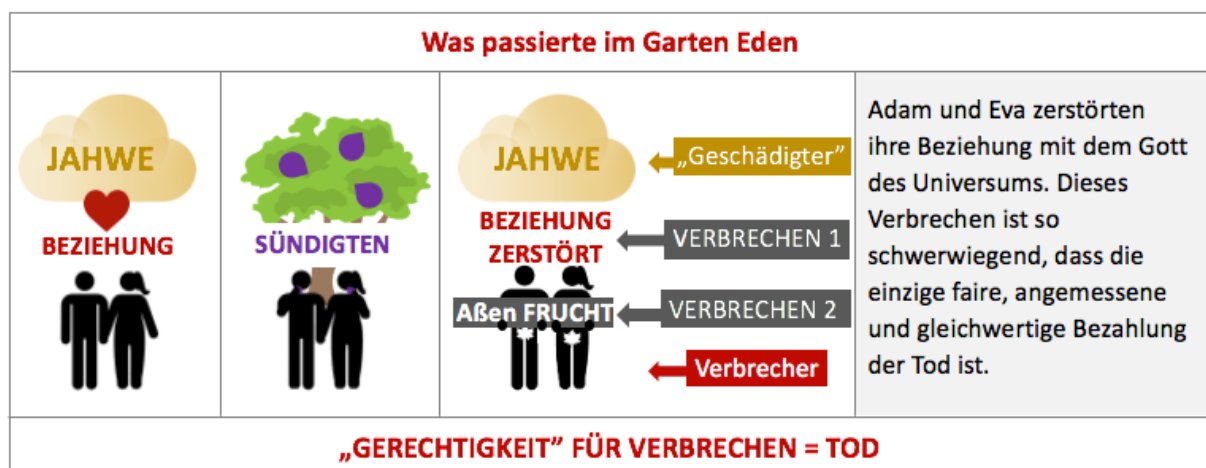 Was passierte im Garten Eden
JAHWE
BEZIEHUNG
SÜNDIGTEN
JAHWE
„Geschädigter”
BEZIEHUNG
ZERSTÖRT
VERBRECHEN 1
Aßen FRUCHT
VERBRECHEN 2
Verbrecher
Adam und Eva zerstörten
ihre Beziehung mit dem Gott
des Universums. Dieses
Verbrechen ist so
schwerwiegend, dass die
einzige faire, angemessene
und gleichwertige Bezahlung
der Tod ist.
„GERECHTIGKEIT” FÜR VERBRECHEN = TOD